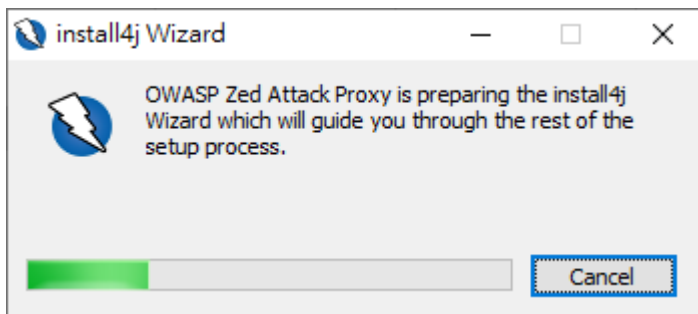 install4j Wizard
OWASP Zed Attack Proxy is preparing the install4j
Wizard which will guide you through the rest of the
setup process.
Cancel